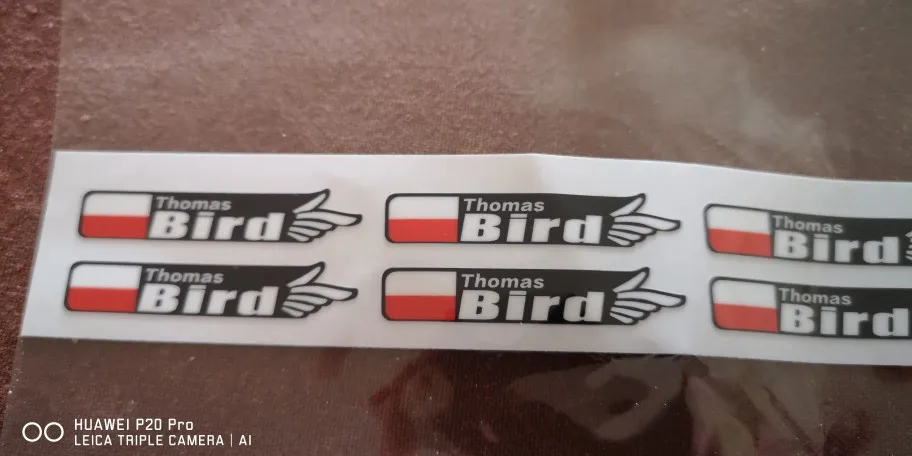 Thomas
Bird
Thomas
Bird
Thomas
Bird
Thomas
Bird
Thomas
Bird
Thomas
Bird
HUAWEI P20 Pro
LEICA TRIPLE CAMERA | AI